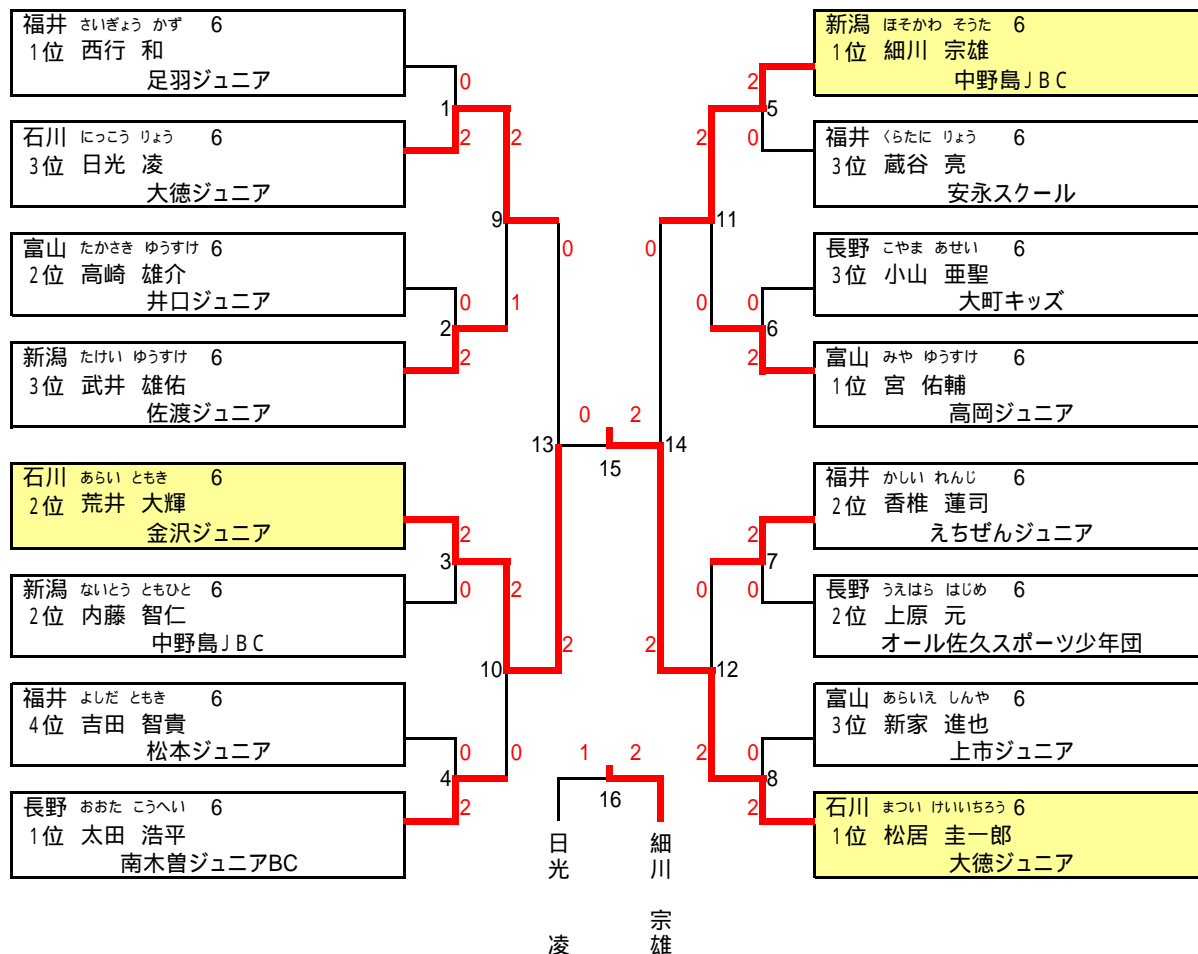 福井 さいぎょう かず 6
1位 西行 和
足羽ジュニア
石川 にっこう りょう 6
3位 日光 凌
大徳ジュニア
富山 たかさき ゆうすけ 6
2位 高崎 雄介
井口ジュニア
新潟 たけい ゆうすけ 6
3位 武井 雄佑
佐渡ジュニア
石川 あらい ともき 6
2位 荒井 大輝
金沢ジュニア
新潟 ないとう ともひと 6
2位 内藤 智仁
中野島JBC
福井 よしだ ともき 6
4位 吉田 智貴
松本ジュニア
長野 おおた こうへい 6
1位 太田 浩平
南木曽ジュニアBC
0
1
2
2
9
0
2
1
2
2
3
0
2
10
0
4
0
2
0
13
2
0 2
15
1 2
16
日光 凌
細川 宗雄
0
14
2
2
11
0
0
12
2
2
5
0
0
6
2
2
7
0
0
8
2
新潟 ほそかわ そうた 6
1位 細川 宗雄
中野島JBC
福井 くらたに りょう 6
3位 蔵谷 亮
安永スクール
長野 こやま あせい 6
3位 小山 亜聖
大町キッズ
富山 みや ゆうすけ 6
1位 宮 佑輔
高岡ジュニア
福井 かしい れんじ 6
2位 香椎 蓮司
えちぜんジュニア
長野 うえはら はじめ 6
2位 上原 元
オール佐久スポーツ少年団
富山 あらいえ しんや 6
3位 新家 進也
上市ジュニア
石川 まつい けいいちろう 6
1位 松居 圭一郎
大徳ジュニア